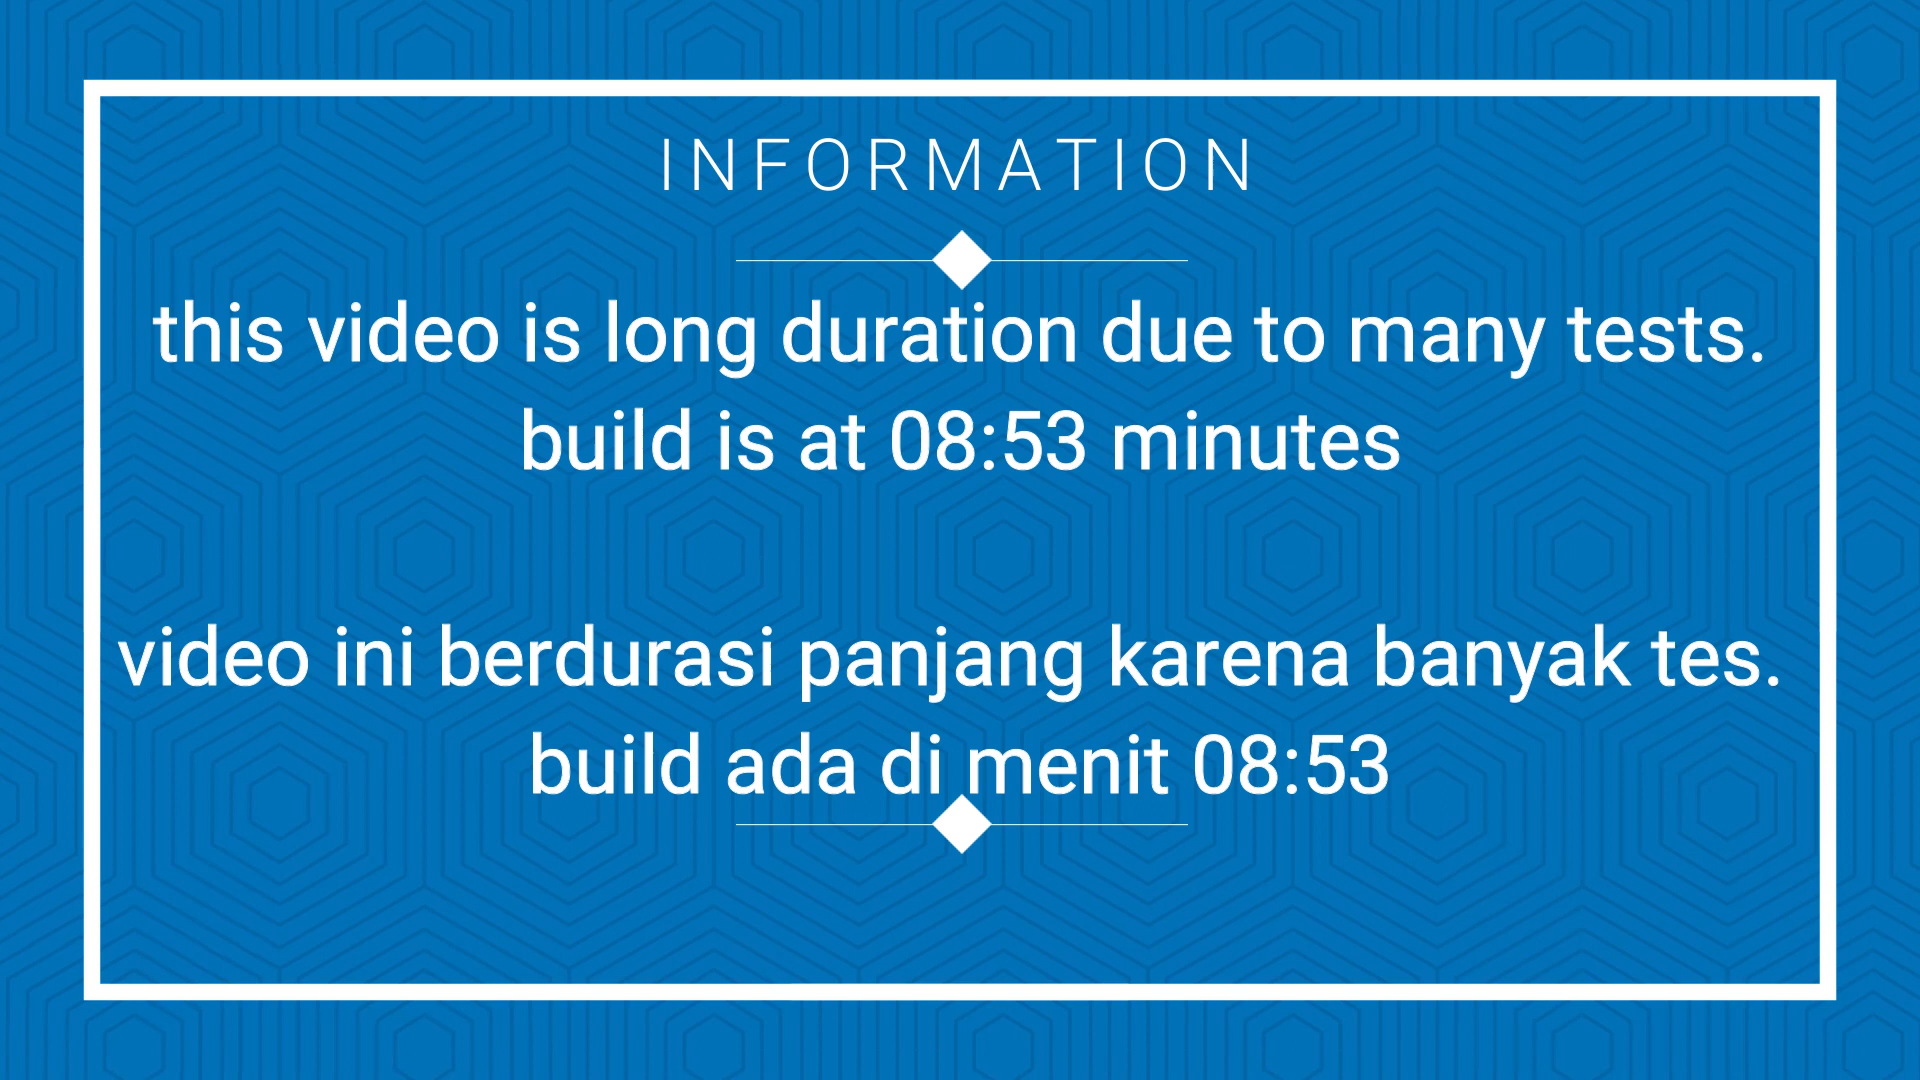 INFORMATION
this video is long duration due to many tests.
build is at 08:53 minutes
video ini berdurasi panjang karena banyak tes.
build ada di menit 08:53